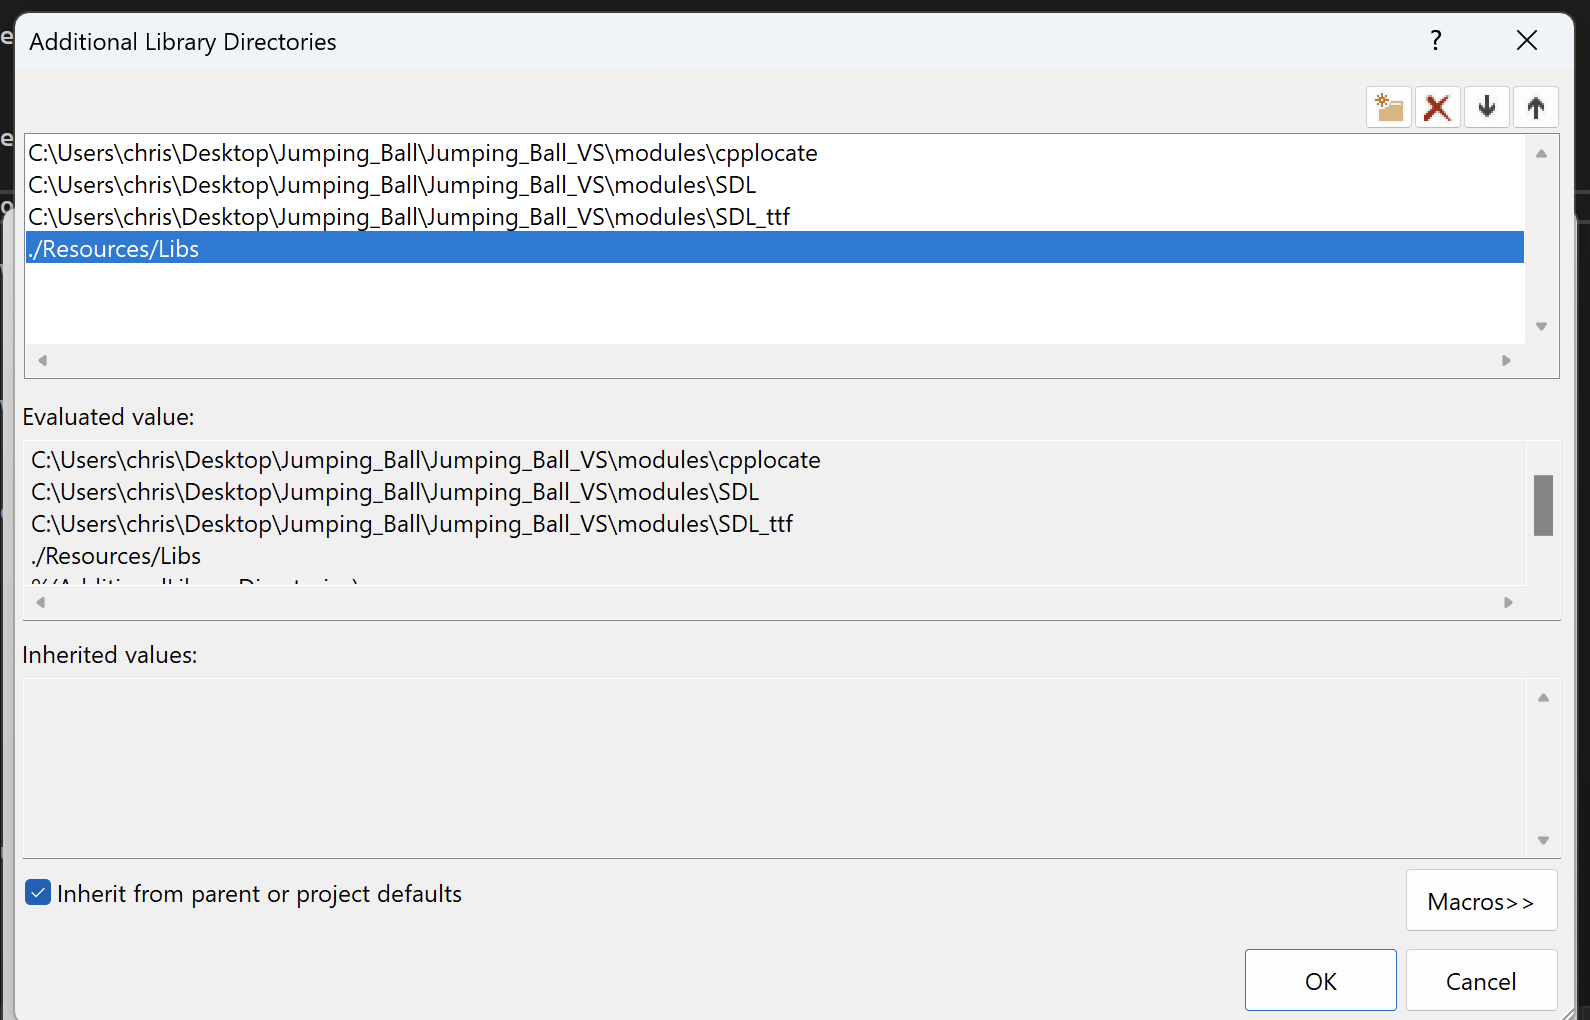 Additional Library Directories
?
C:\Users\chris\Desktop\Jumping_Ball\Jumping_Ball_VS\modules\cpplocate
C:\Users\chris\Desktop\Jumping_Ball\Jumping_Ball_VS\modules\SDL
C:\Users\chris\Desktop\Jumping_Ball\Jumping_Ball_VS\modules\SDL_ttf
./Resources/Libs
Evaluated value:
C:\Users\chris\Desktop\Jumping_Ball\Jumping_Ball_VS\modules\cpplocate
C:\Users\chris\Desktop\Jumping_Ball\Jumping_Ball_VS\modules\SDL
C:\Users\chris\Desktop\Jumping_Ball\Jumping_Ball_VS\modules\SDL_ttf
./Resources/Libs
%(AdditionalLibraryDirectories)
Inherited values:
Inherit from parent or project defaults
Macros>>
OK
Cancel